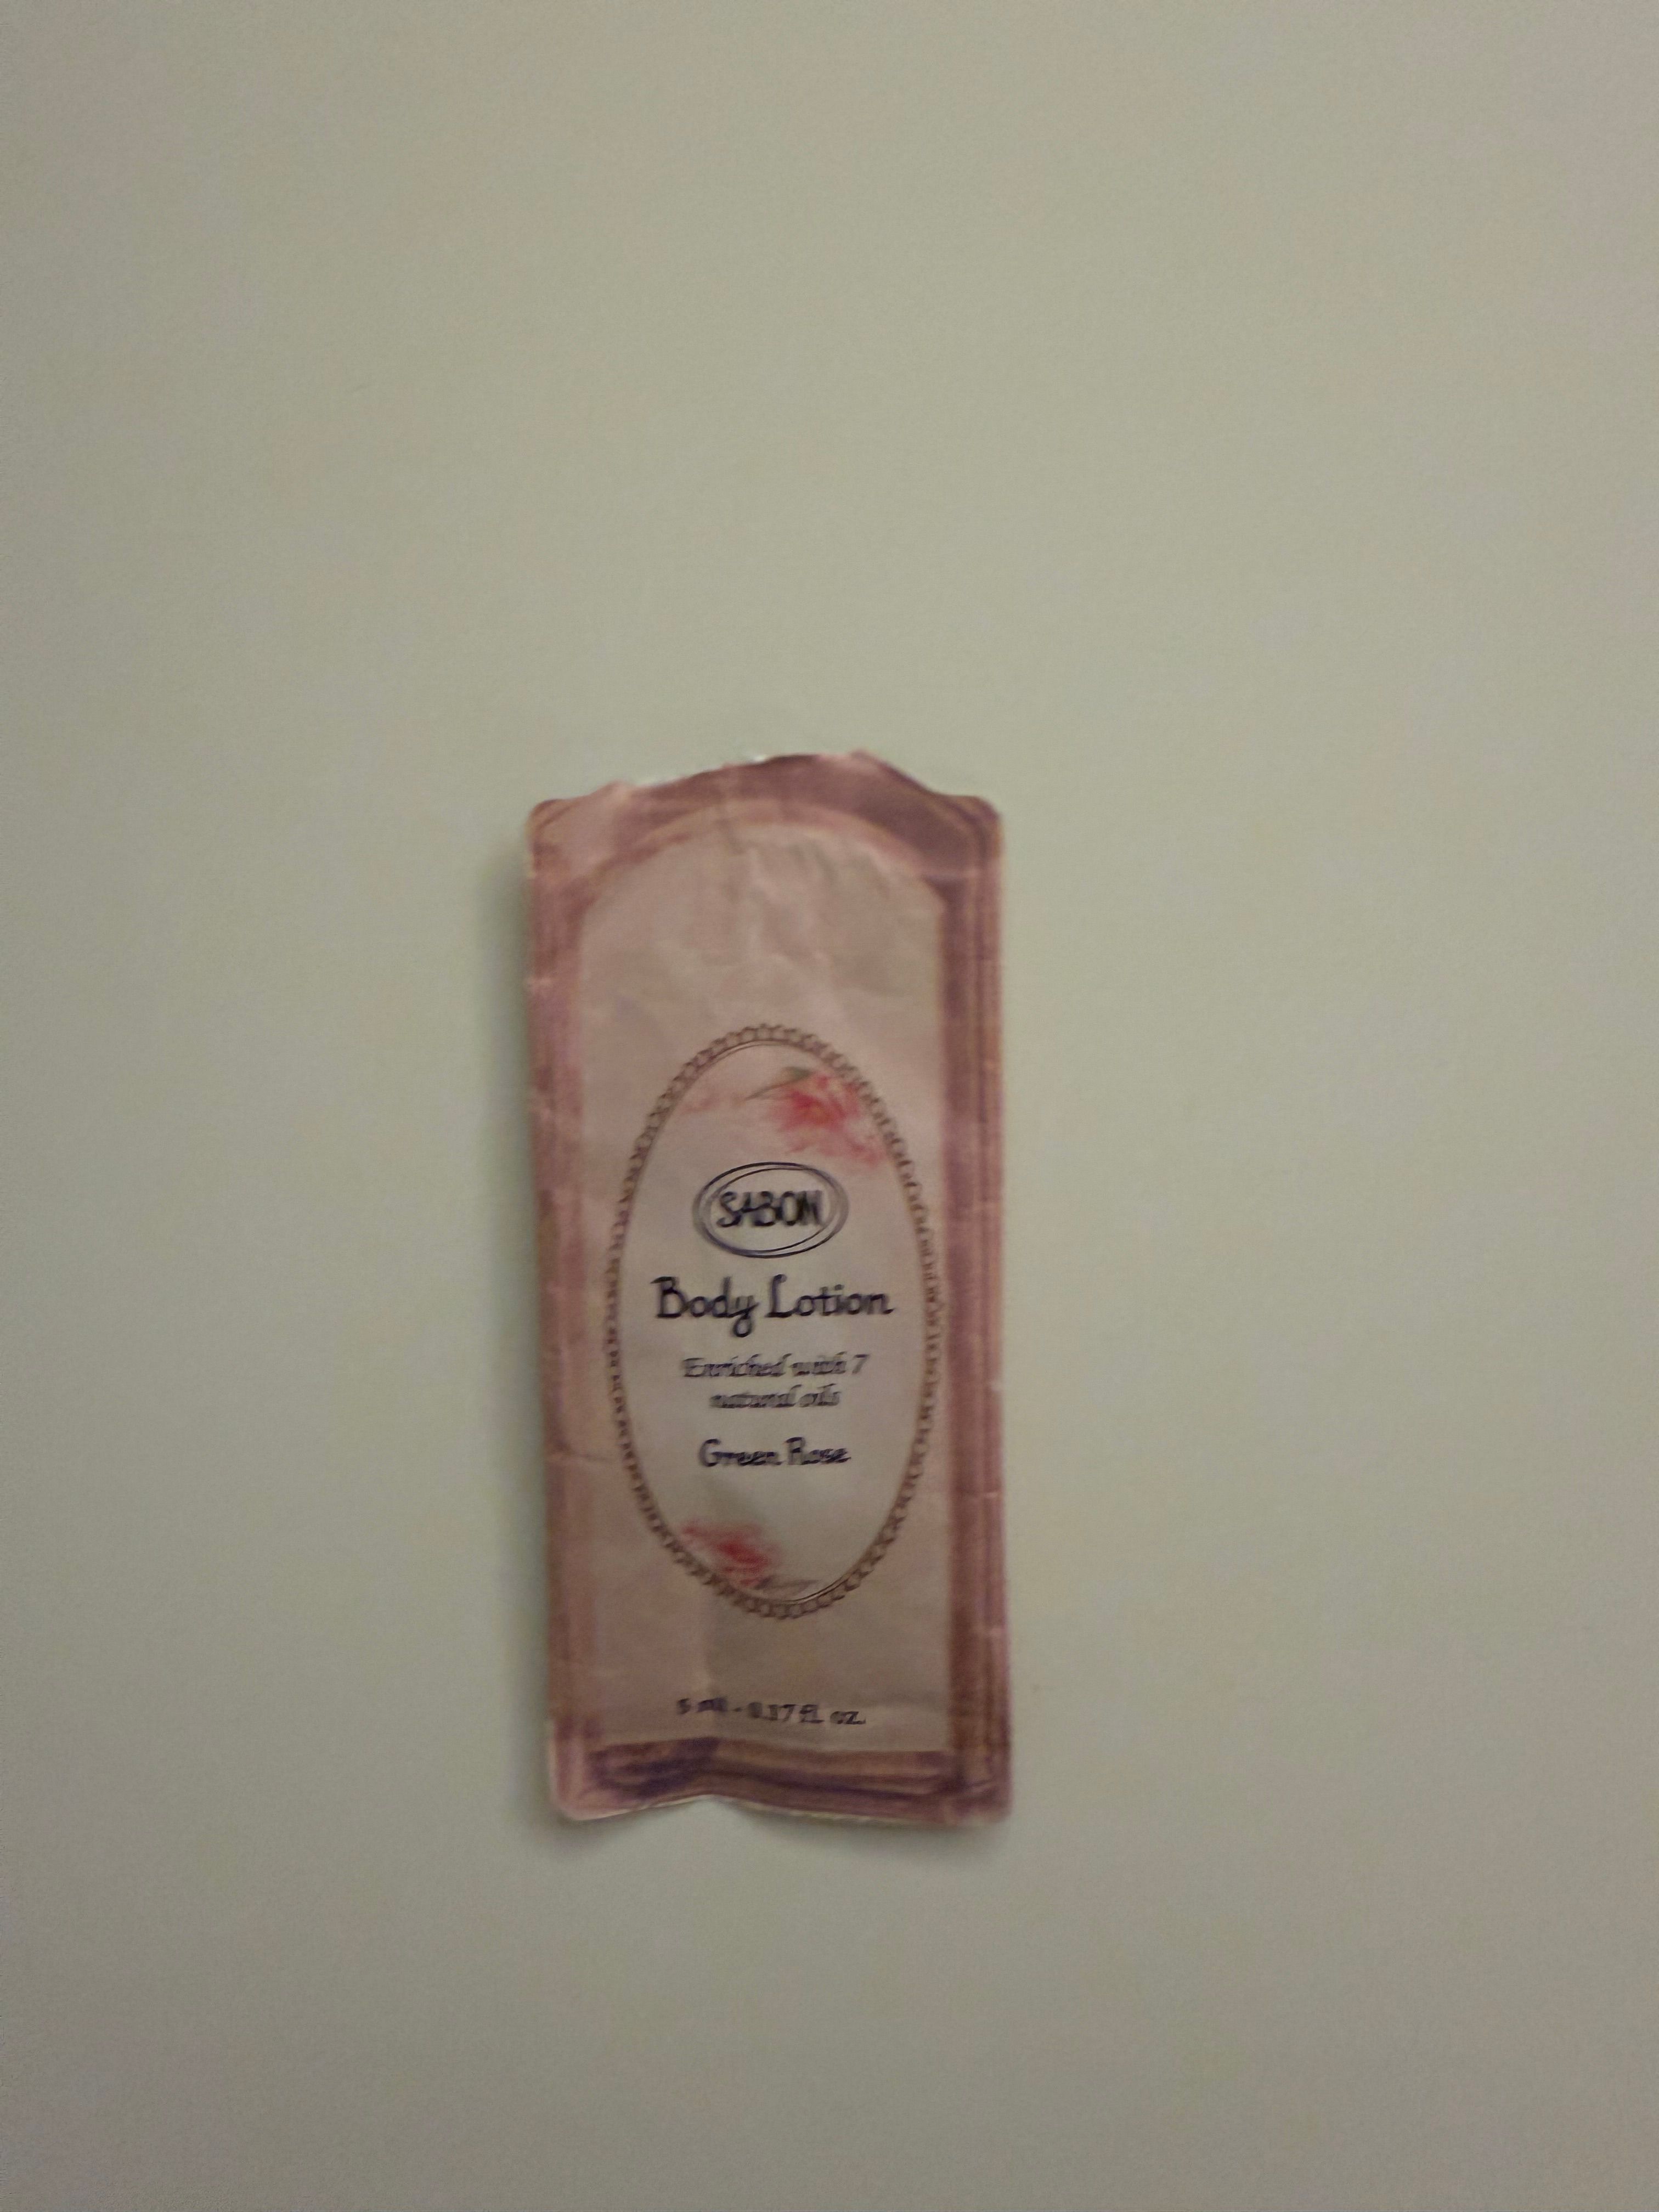 SABON
Body Lotion
Enriched with 7
natural oils
Green Rose
5 ml - 0.17 fl. oz.